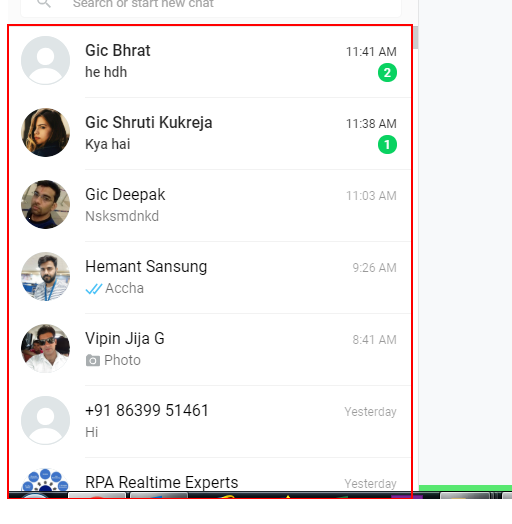 Search or start new chat
Gic Bhrat 11:41 AM
he hdh 2
Gic Shruti Kukreja 11:38 AM
Kya hai 1
Gic Deepak 11:03 AM
Nsksmdnkd
Hemant Sansung 9:26 AM
Accha
Vipin Jija G 8:41 AM
Photo
+91 86399 51461 Yesterday
Hi
RPA Realtime Experts Yesterday